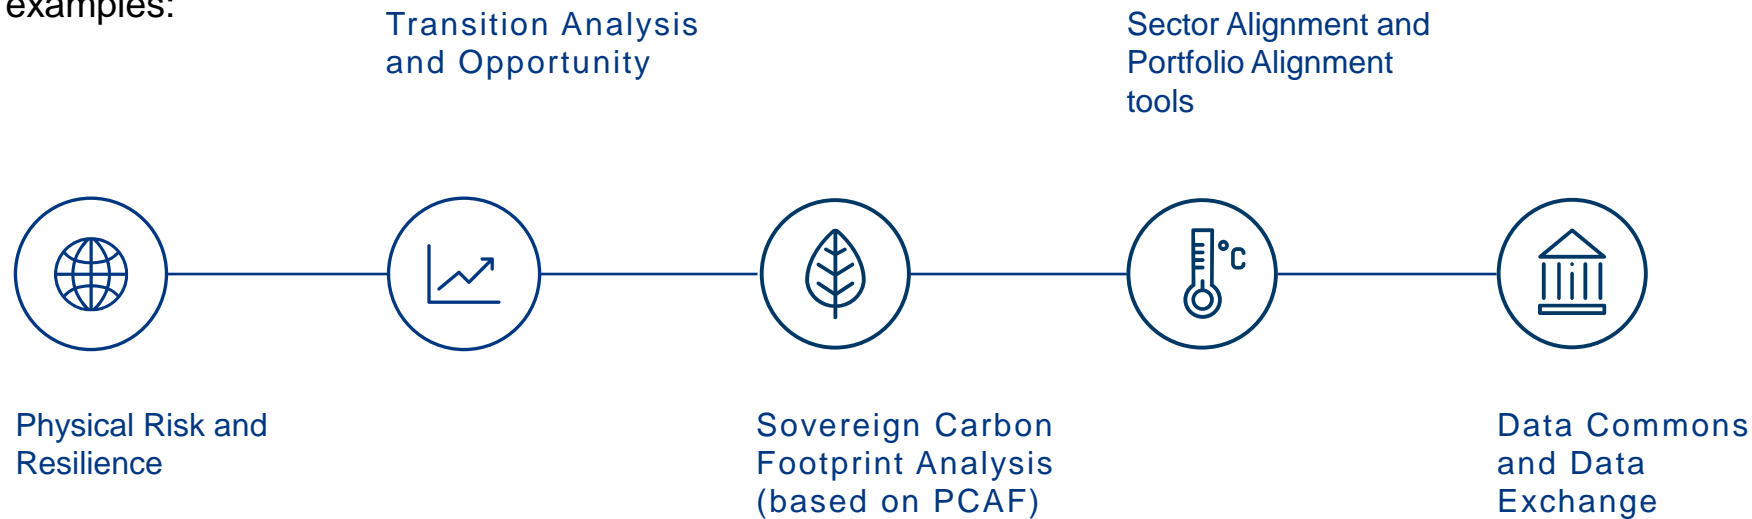 examples:
Transition Analysis
and Opportunity
Sector Alignment and
Portfolio Alignment
tools
°C
Physical Risk and
Resilience
Sovereign Carbon
Footprint Analysis
(based on PCAF)
Data Commons
and Data
Exchange